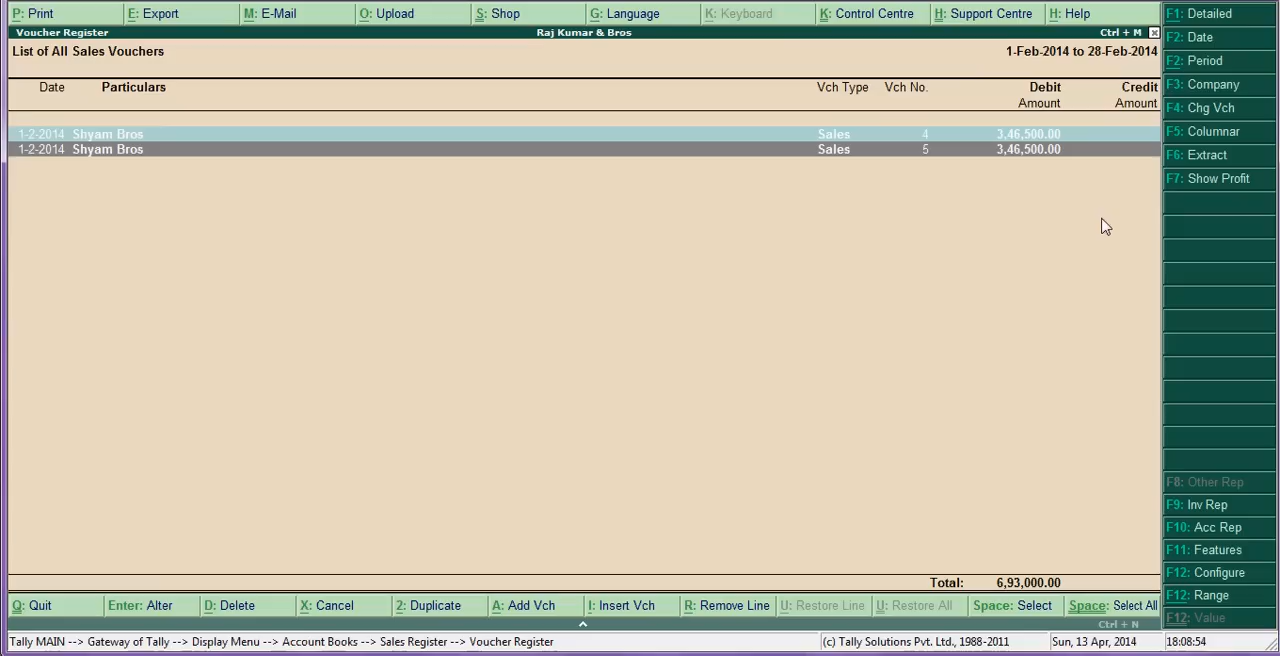 P: Print E: Export M: E-Mail O: Upload S: Shop G: Language K: Keyboard K: Control Centre H: Support Centre H: Help
Voucher Register Raj Kumar & Bros Ctrl + M
List of All Sales Vouchers 1-Feb-2014 to 28-Feb-2014
Date Particulars Vch Type Vch No. Debit Credit
Amount Amount
1-2-2014 Shyam Bros Sales 4 3,46,500.00
1-2-2014 Shyam Bros Sales 5 3,46,500.00
Total: 6,93,000.00
Q: Quit Enter: Alter D: Delete X: Cancel 2: Duplicate A: Add Vch I: Insert Vch R: Remove Line U: Restore Line U: Restore All Space: Select Space: Select All
Ctrl + N
Tally MAIN --> Gateway of Tally --> Display Menu --> Account Books --> Sales Register --> Voucher Register (c) Tally Solutions Pvt. Ltd., 1988-2011 Sun, 13 Apr, 2014 18:08:54
F1: Detailed
F2: Date
F2: Period
F3: Company
F4: Chg Vch
F5: Columnar
F6: Extract
F7: Show Profit
F8: Other Rep
F9: Inv Rep
F10: Acc Rep
F11: Features
F12: Configure
F12: Range
F12: Value